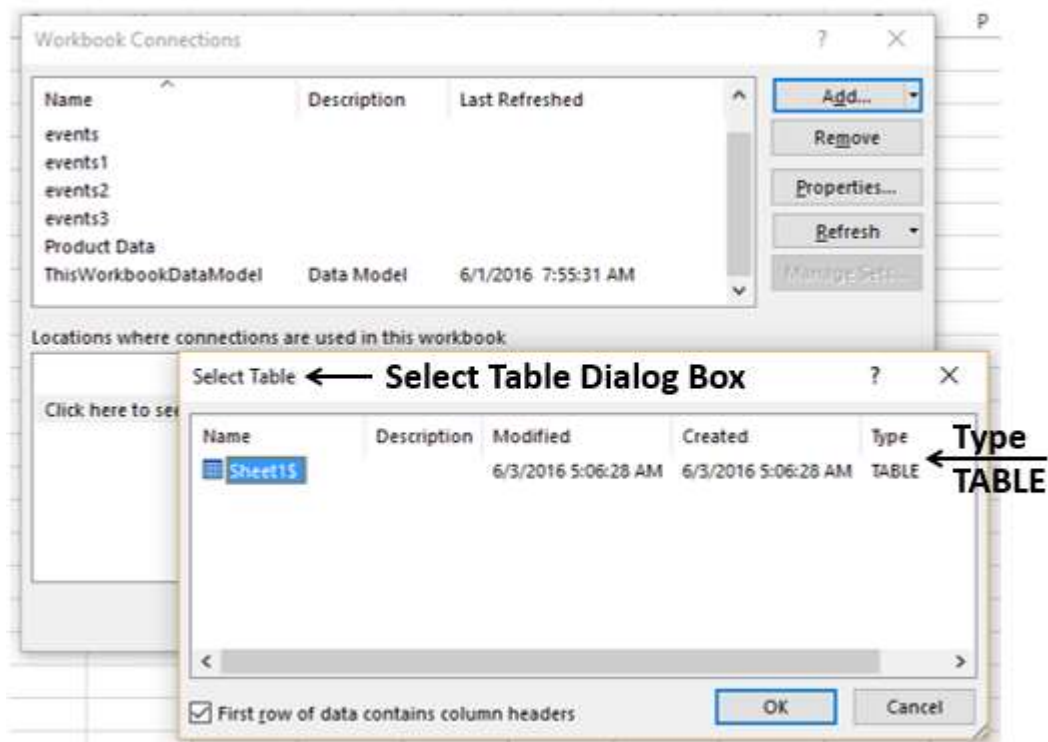 P
Workbook Connections ?
Name Description Last Refreshed
Add...
events
Remove
events1
events2
Properties...
events3
Refresh
Product Data
ThisWorkbookDataModel Data Model 6/1/2016 7:55:31 AM
Manage Sets...
Locations where connections are used in this workbook
Select Table Select Table Dialog Box ?
Click here to see
Name Description Modified Created Type
Type
Sheet1$ 6/3/2016 5:06:28 AM 6/3/2016 5:06:28 AM TABLE
TABLE
First row of data contains column headers
OK Cancel